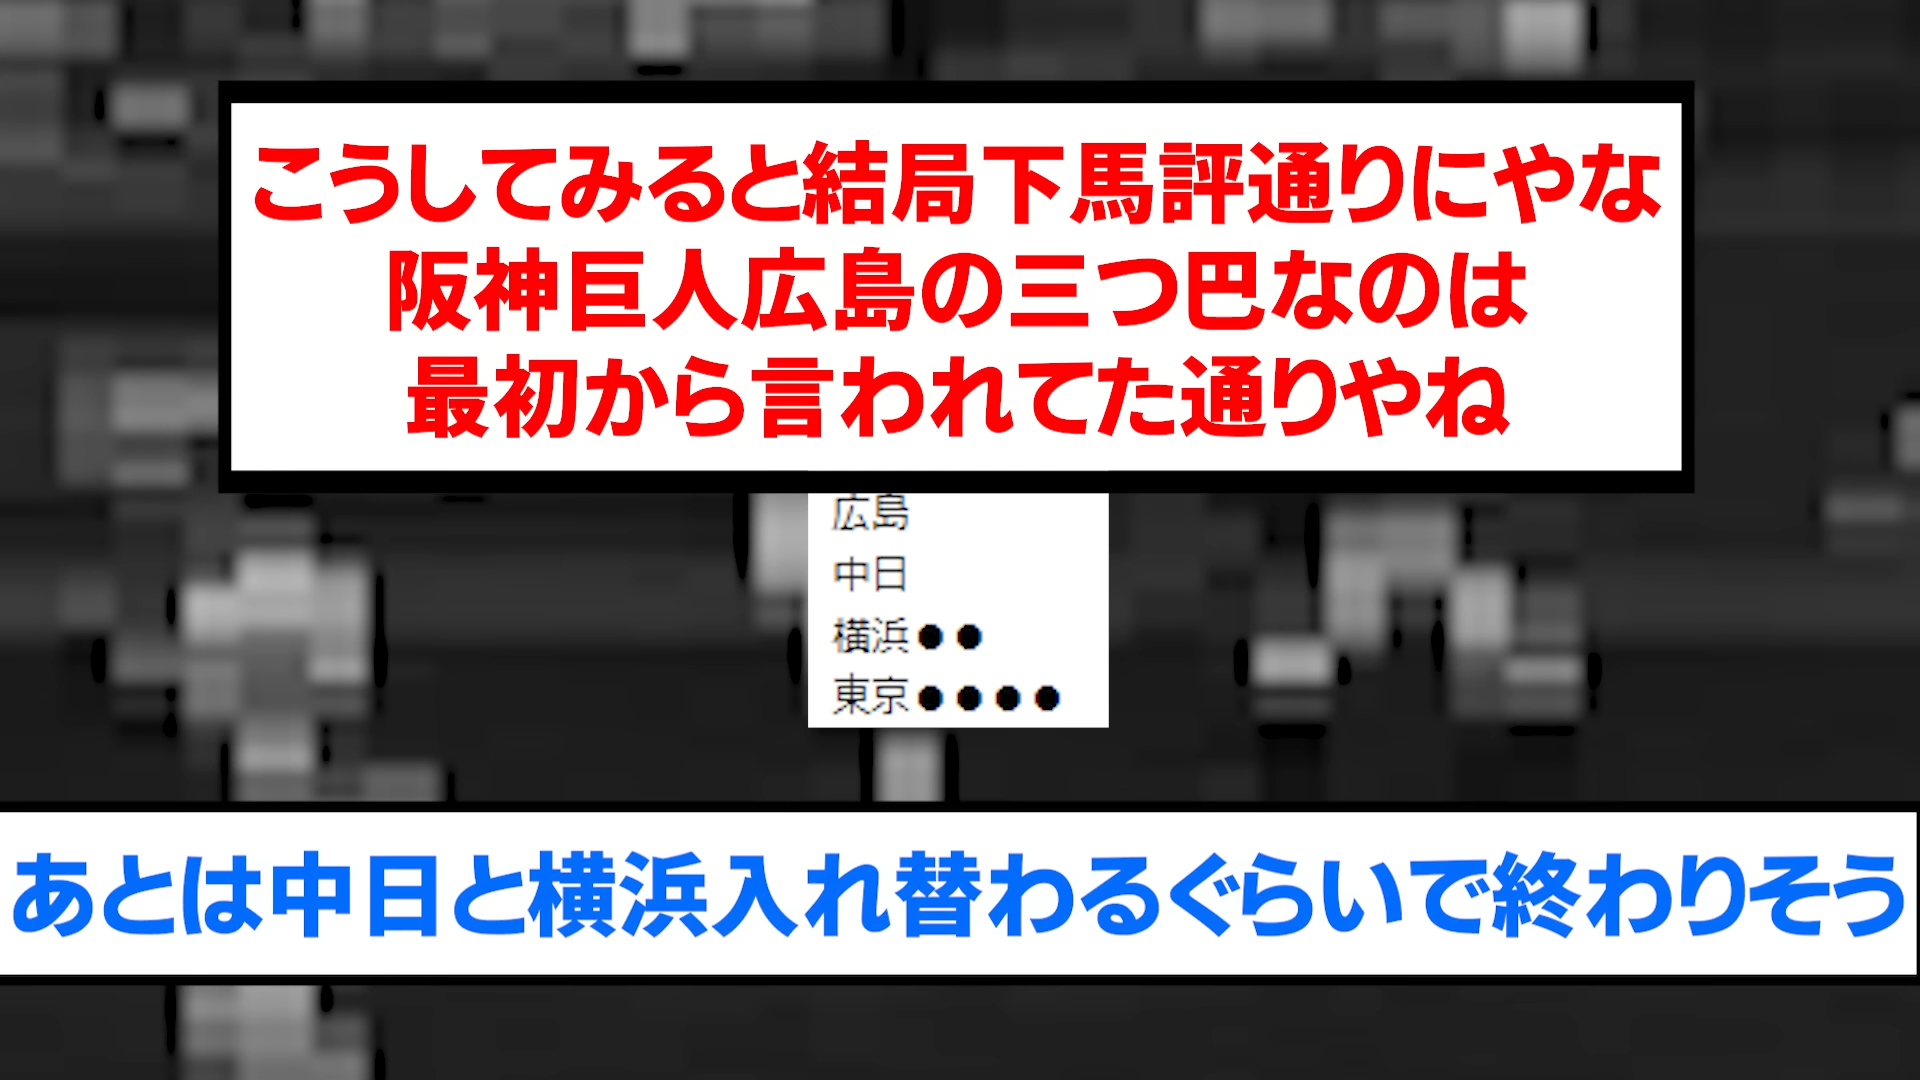 こうしてみると結局下馬評通りにやな
阪神巨人広島の三つ巴なのは
最初から言われてた通りやね
広島
中日
横浜●●
東京●●●●
あとは中日と横浜入れ替わるぐらいで終わりそう